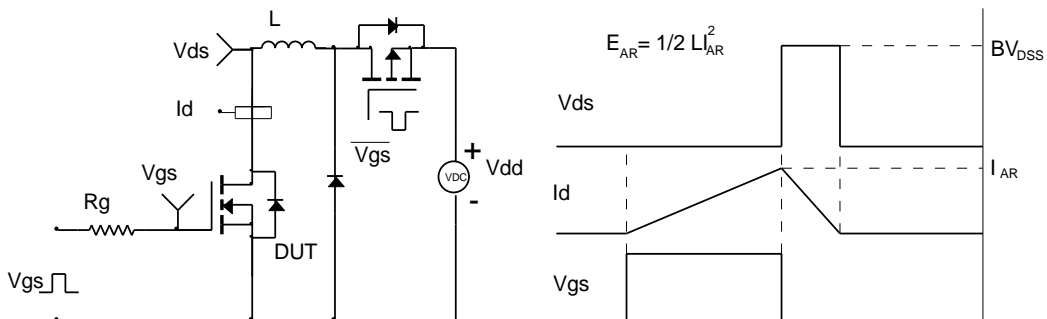 L
Vds
Id
Vgs
Rg
Vgs
DUT
Vgs
VDC
+
-
Vdd
E_AR = 1/2 LI_AR^2
Vds
BV_DSS
Id
I_AR
Vgs